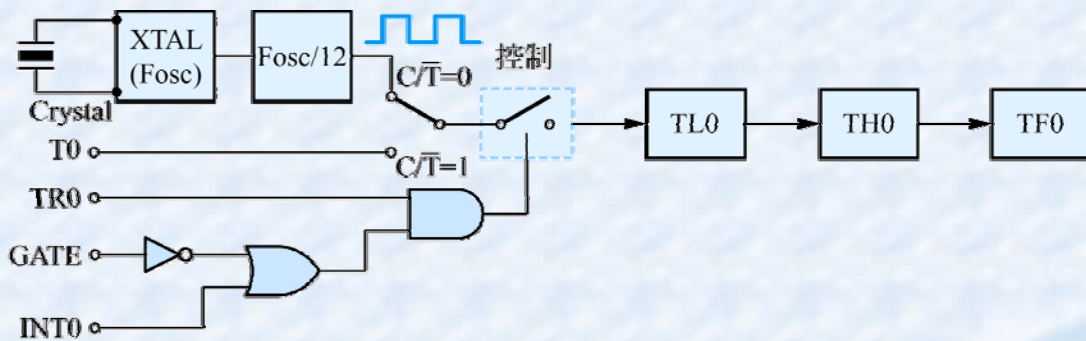 XTAL
(Fosc)
Fosc/12
控制
C/T̅=0
Crystal
TL0
TH0
TF0
T0
C/T̅=1
TR0
GATE
INT0